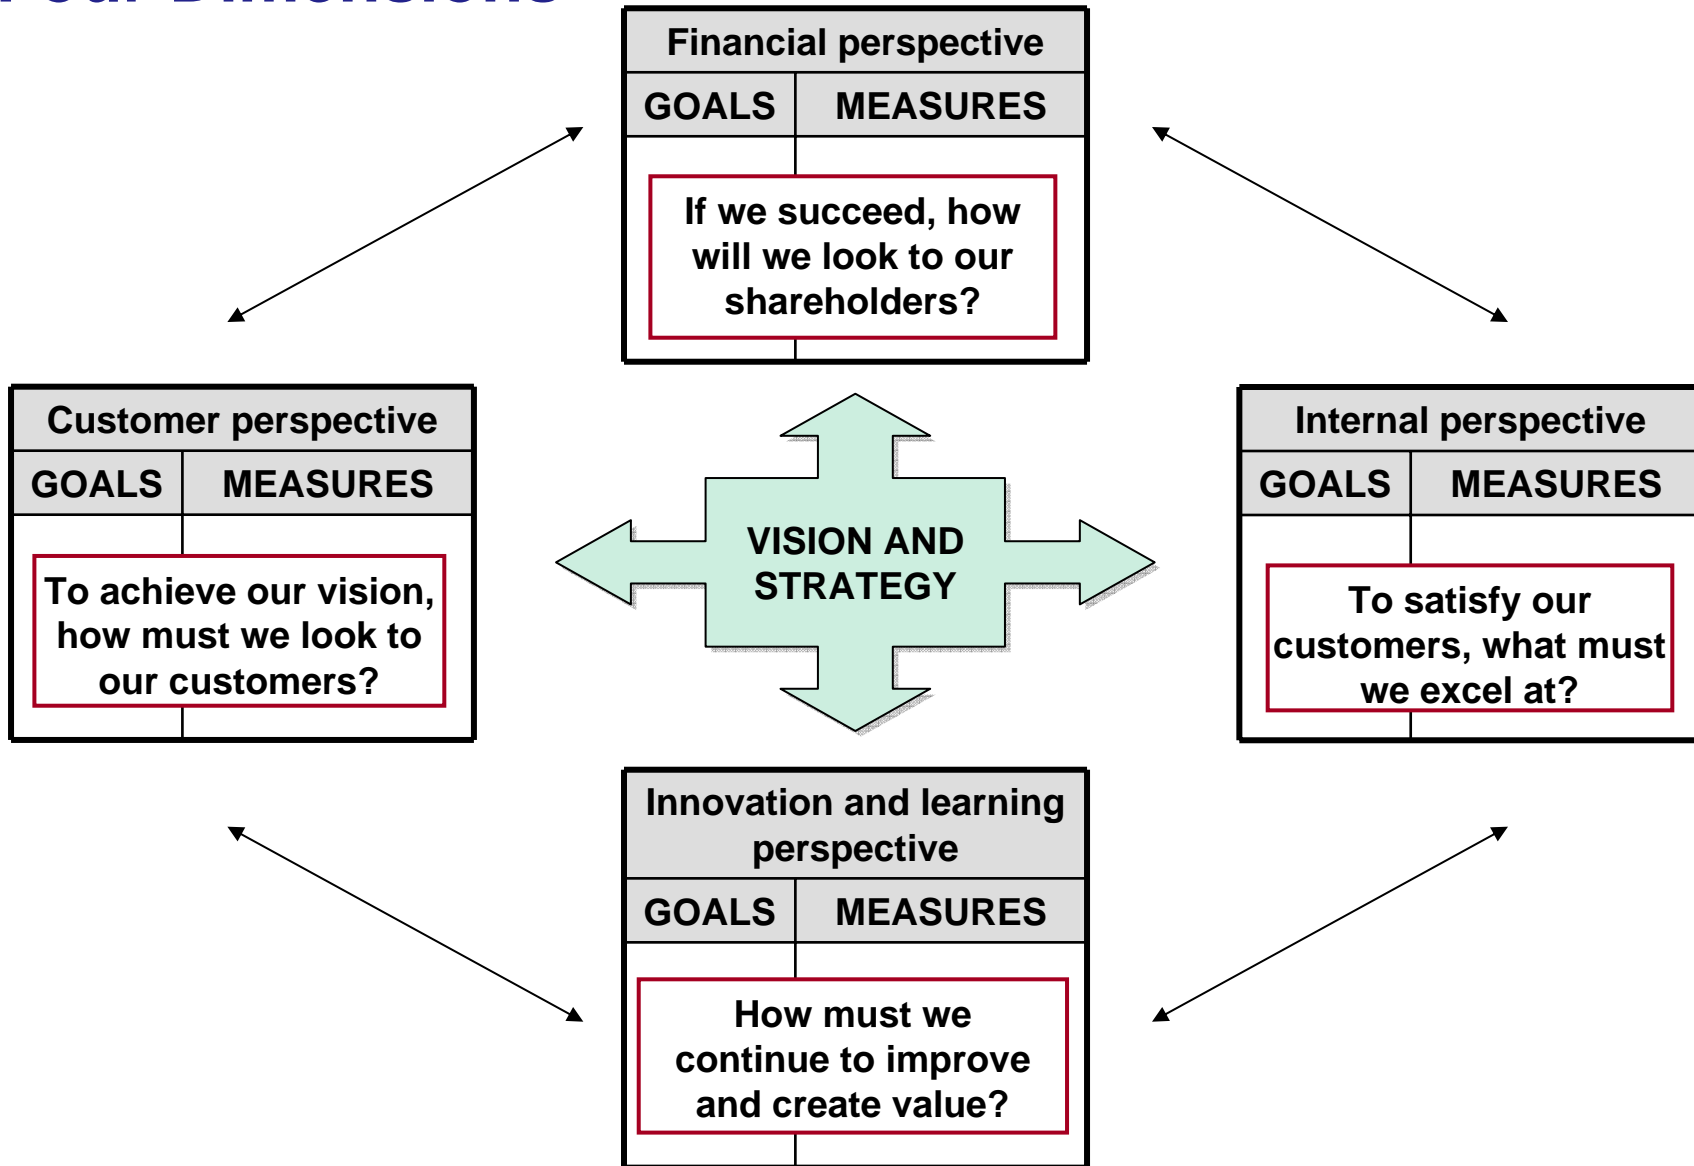 Four Dimensions
Financial perspective
GOALS MEASURES
If we succeed, how
will we look to our
shareholders?
Customer perspective
GOALS MEASURES
To achieve our vision,
how must we look to
our customers?
VISION AND
STRATEGY
Internal perspective
GOALS MEASURES
To satisfy our
customers, what must
we excel at?
Innovation and learning
perspective
GOALS MEASURES
How must we
continue to improve
and create value?